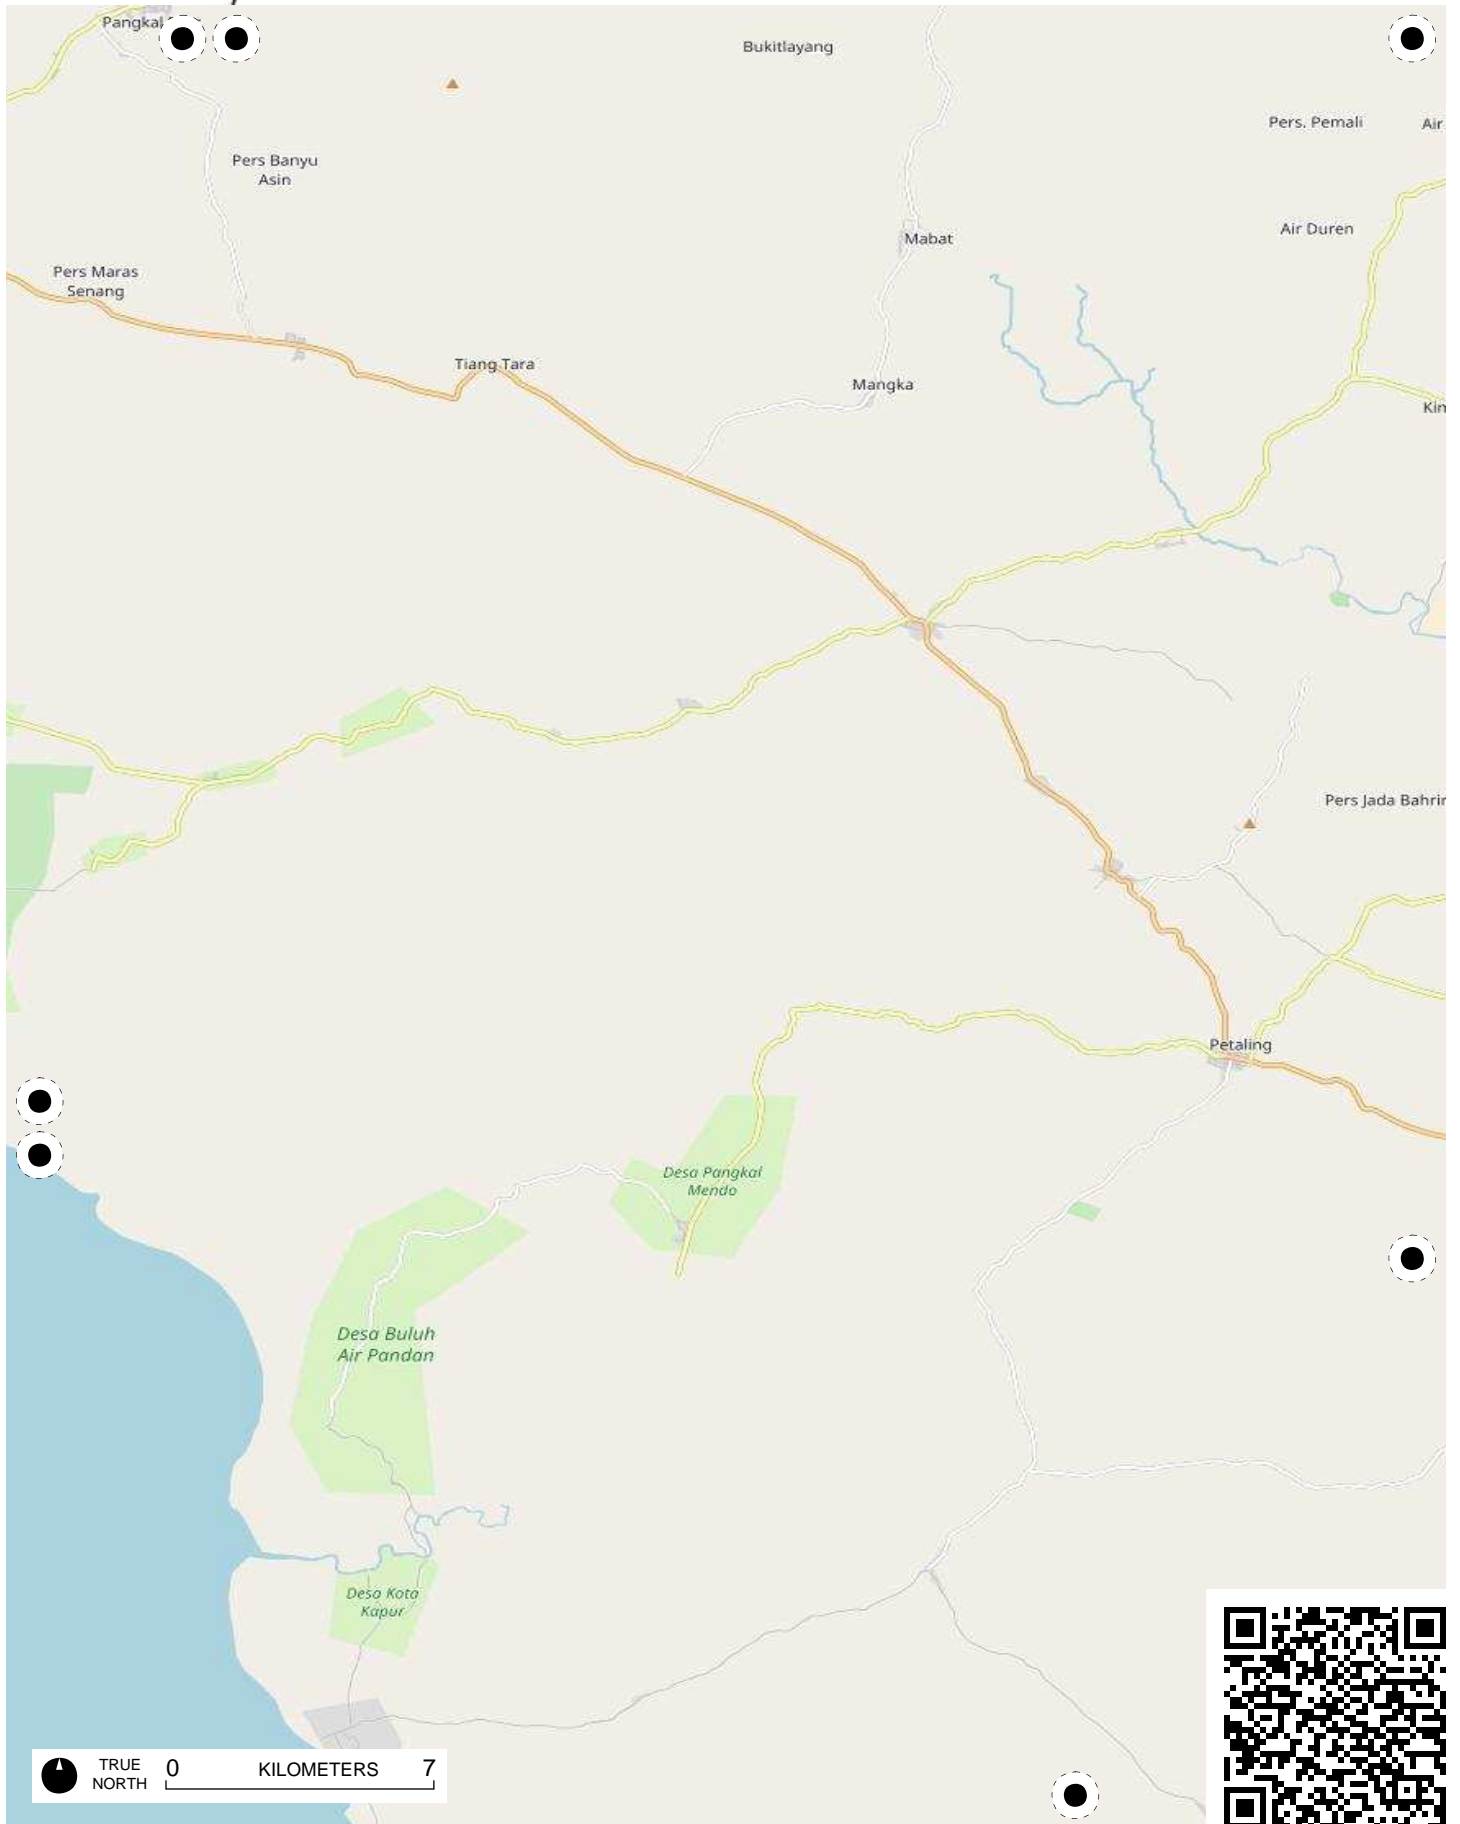 Pangkal
Bukitlayang
Pers. Pemali
Air
Pers Banyu
Asin
Air Duren
Mabat
Pers Maras
Senang
Tiang Tara
Mangka
Kin
Pers Jada Bahrin
Petaling
Desa Pangkal
Mendo
Desa Buluh
Air Pandan
Desa Kota
Kapur
TRUE
NORTH
0 KILOMETERS 7